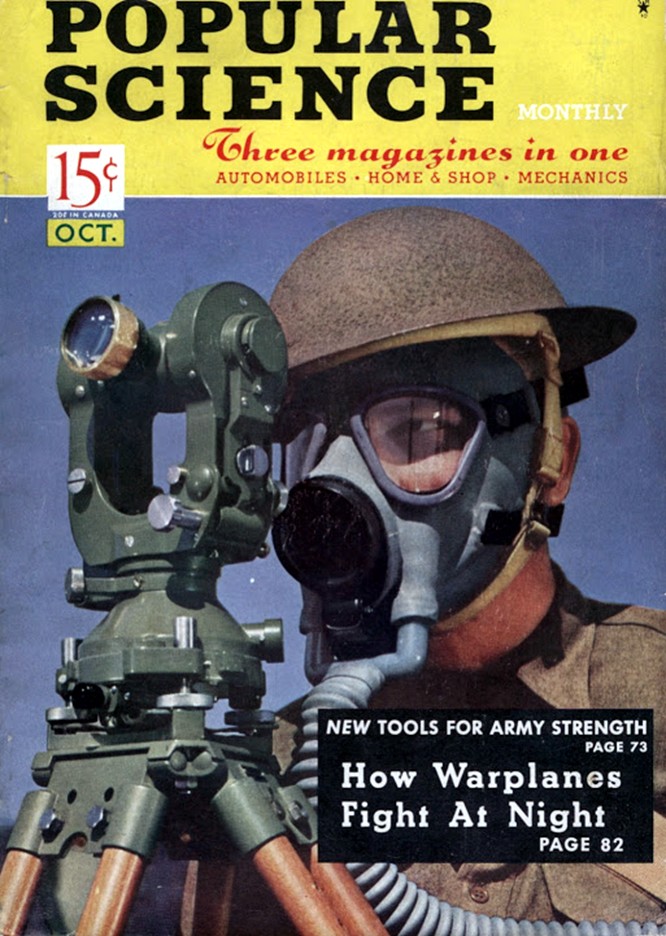 POPULAR
SCIENCE
MONTHLY
Three magazines in one
AUTOMOBILES • HOME & SHOP • MECHANICS
15¢
20¢ IN CANADA
OCT.
NEW TOOLS FOR ARMY STRENGTH
PAGE 73
How Warplanes
Fight At Night
PAGE 82